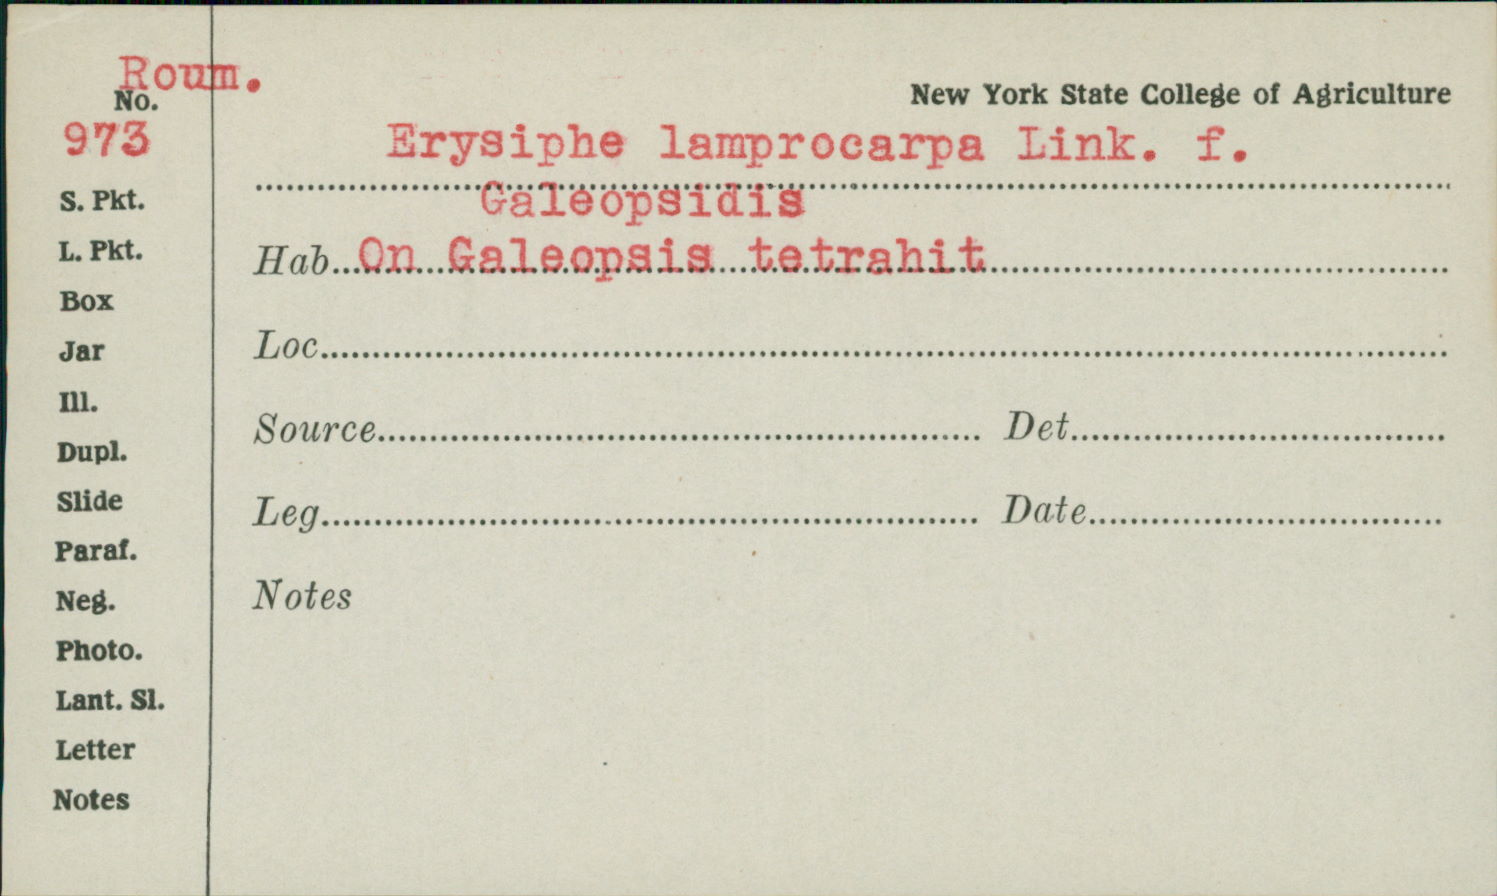 Roum.
No.
973
New York State College of Agriculture
Erysiphe lamprocarpa Link. f.
Galeopsidis
Hab. On Galeopsis tetrahit
Loc.
Source
Det.
Leg.
Date
Notes
S. Pkt.
L. Pkt.
Box
Jar
Ill.
Dupl.
Slide
Paraf.
Neg.
Photo.
Lant. Sl.
Letter
Notes